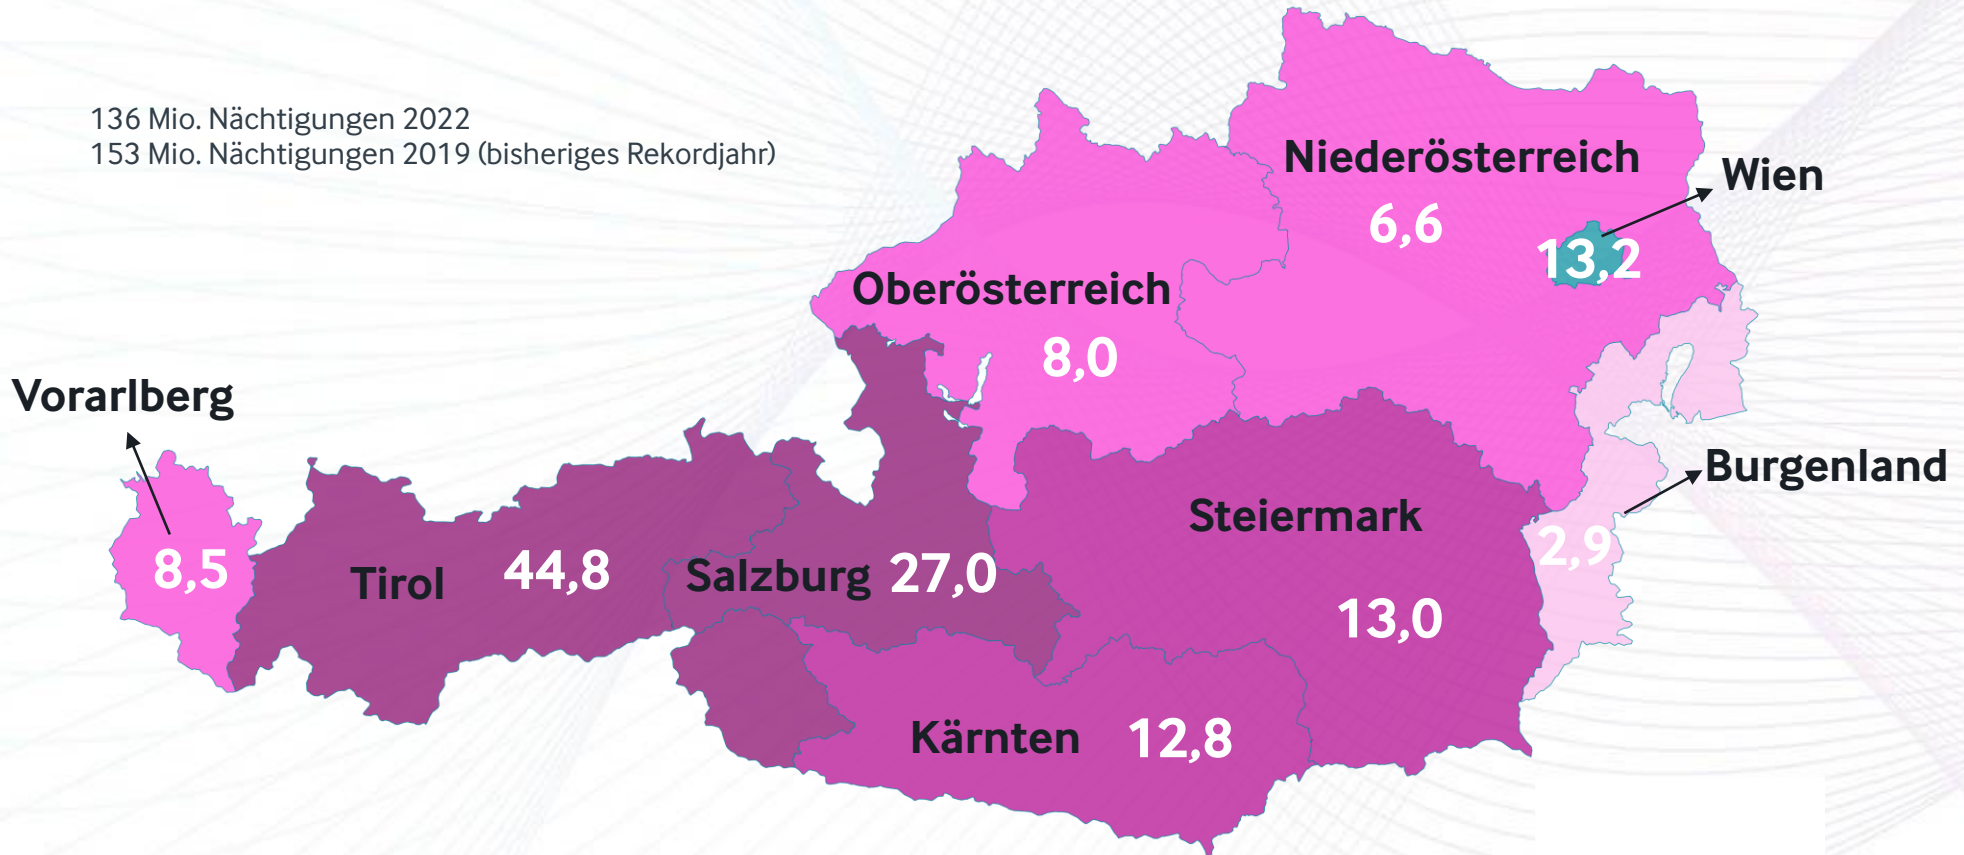 136 Mio. Nächtigungen 2022
153 Mio. Nächtigungen 2019 (bisheriges Rekordjahr)
Niederösterreich
6,6
Wien
13,2
Oberösterreich
8,0
Vorarlberg
8,5
Tirol
44,8
Salzburg
27,0
Steiermark
13,0
Burgenland
2,9
Kärnten
12,8